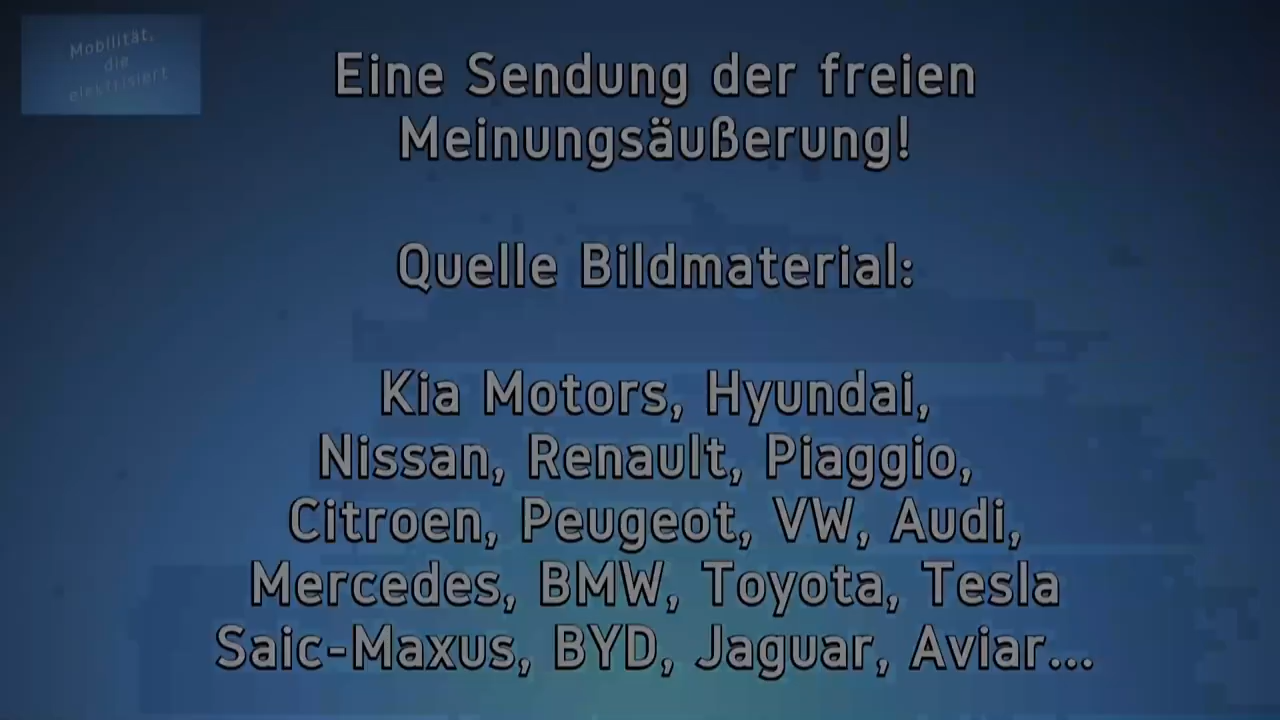 Mobilität,
die
elektrisiert
Eine Sendung der freien
Meinungsäußerung!
Quelle Bildmaterial:
Kia Motors, Hyundai,
Nissan, Renault, Piaggio,
Citroen, Peugeot, VW, Audi,
Mercedes, BMW, Toyota, Tesla
Saic-Maxus, BYD, Jaguar, Aviar...